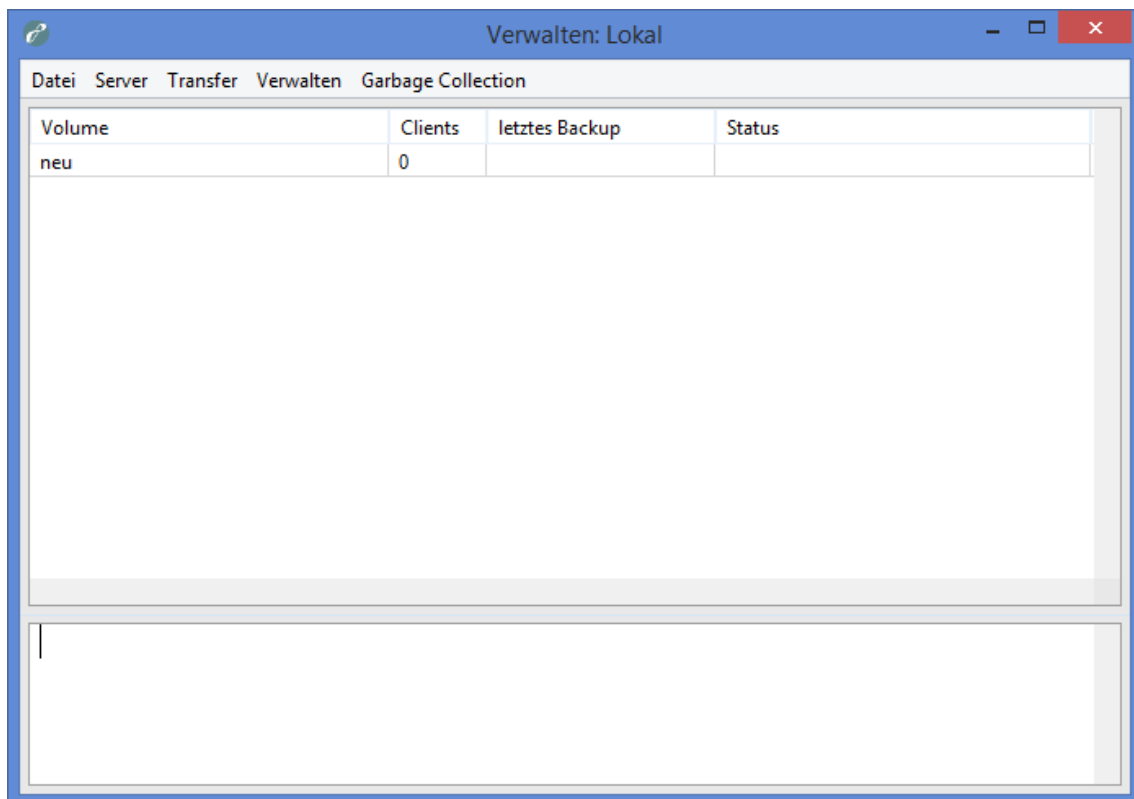 Verwalten: Lokal
Datei Server Transfer Verwalten Garbage Collection
Volume Clients letztes Backup Status
neu 0